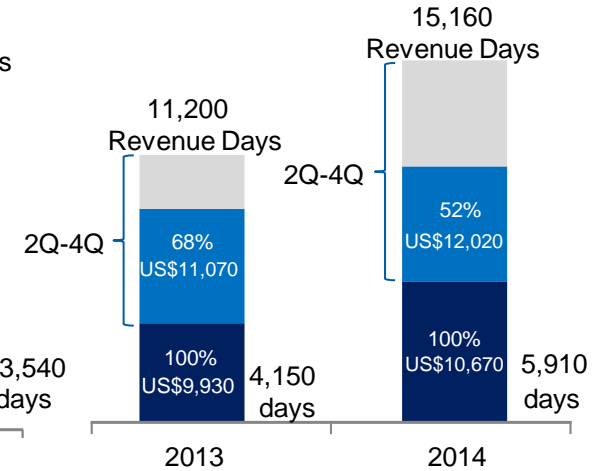 s
15,160
Revenue Days
11,200
Revenue Days
2Q-4Q
2Q-4Q
68%
US$11,070
52%
US$12,020
100%
US$9,930
100%
US$10,670
3,540
days
4,150
days
5,910
days
2013
2014